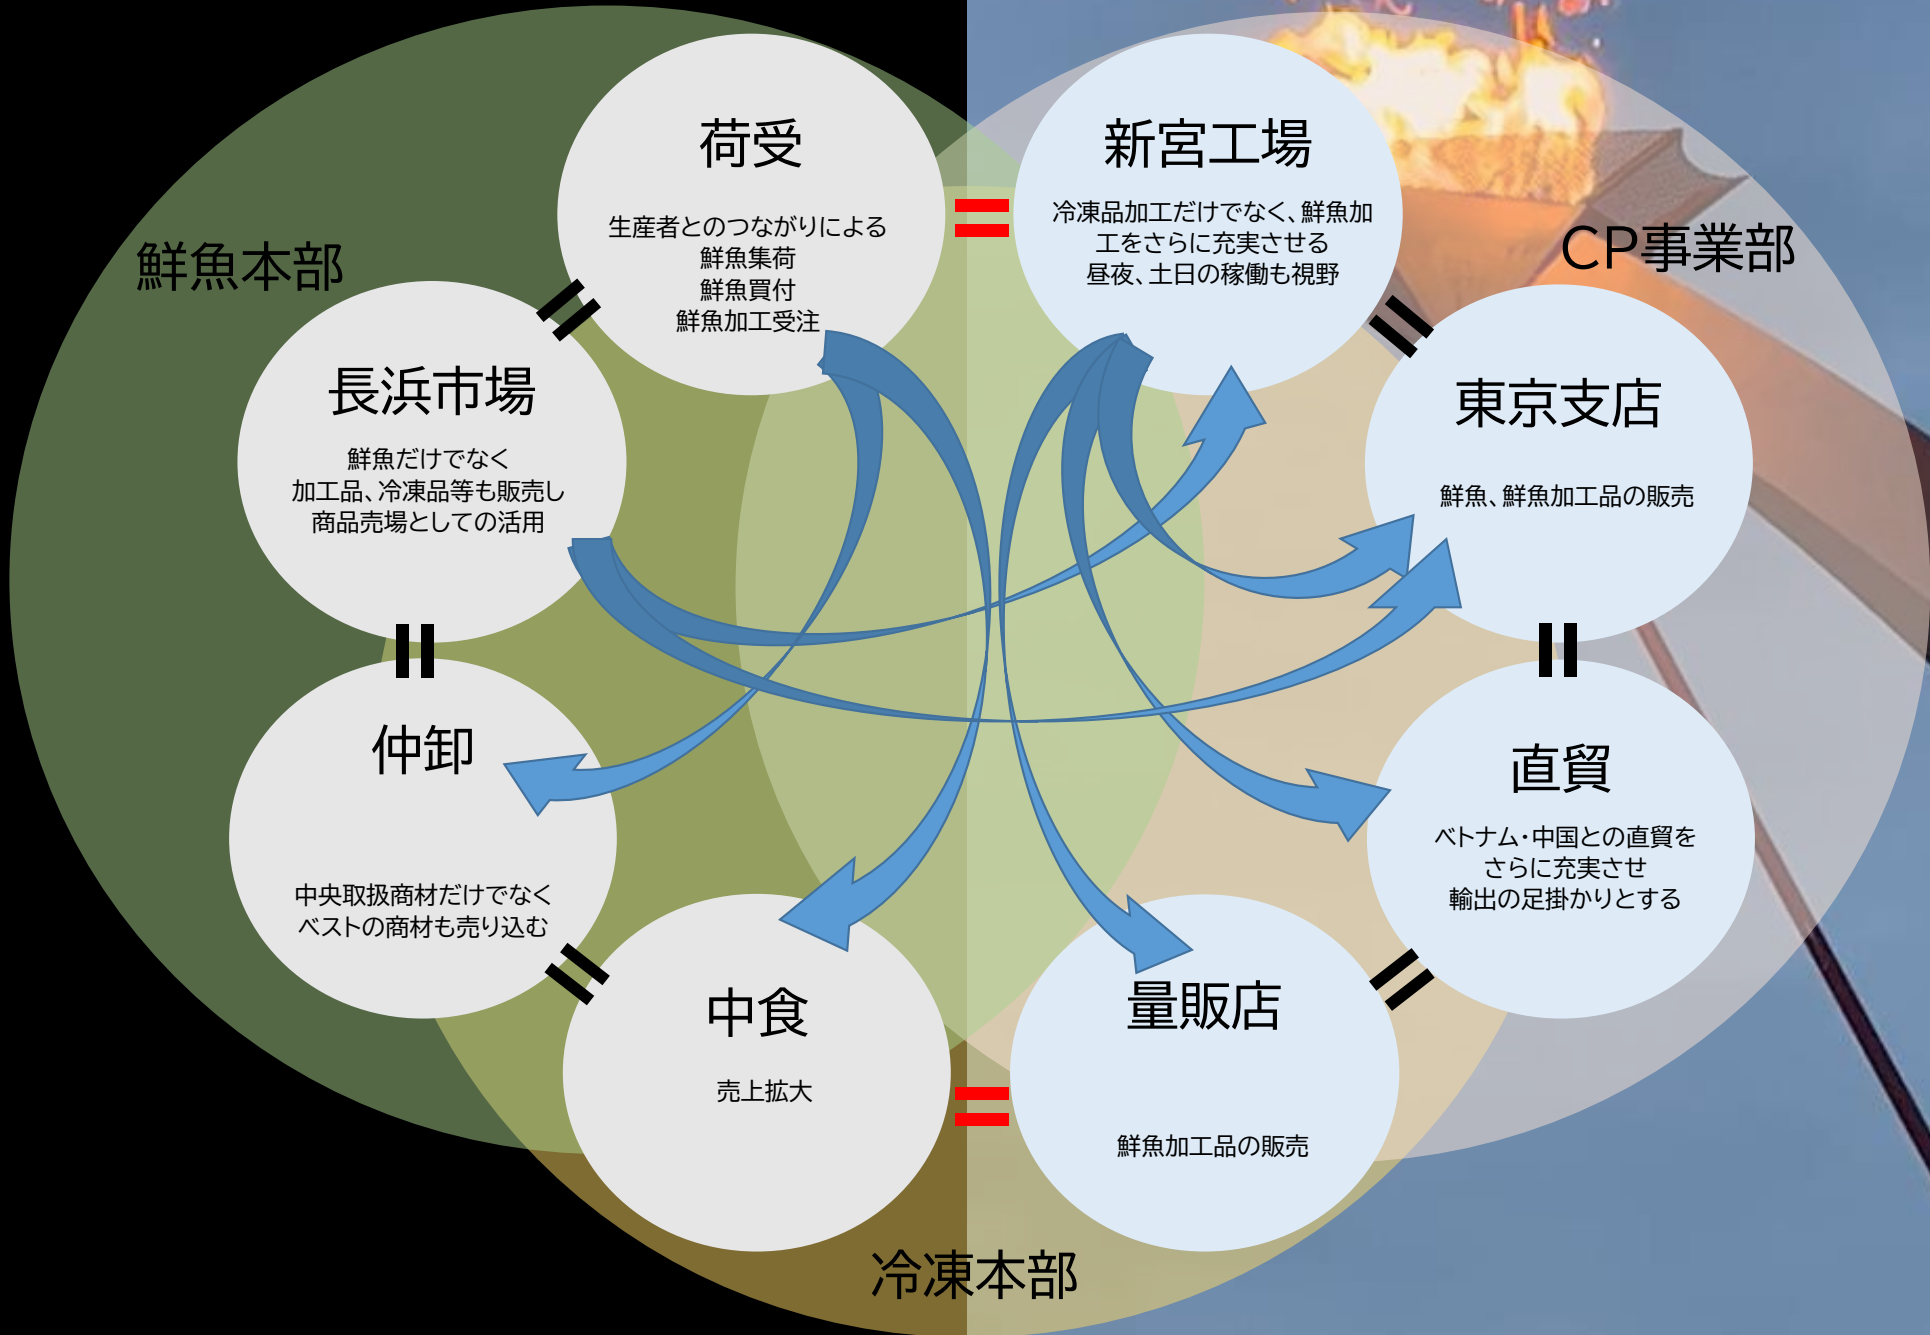 鮮魚本部
荷受
生産者とのつながりによる
鮮魚集荷
鮮魚買付
鮮魚加工受注
新宮工場
冷凍品加工だけでなく、鮮魚加
工をさらに充実させる
昼夜、土日の稼働も視野
CP事業部
長浜市場
鮮魚だけでなく
加工品、冷凍品等も販売し
商品売場としての活用
東京支店
鮮魚、鮮魚加工品の販売
仲卸
中央取扱商材だけでなく
ベストの商材も売り込む
直貿
ベトナム・中国との直貿を
さらに充実させ
輸出の足掛かりとする
中食
売上拡大
量販店
鮮魚加工品の販売
冷凍本部